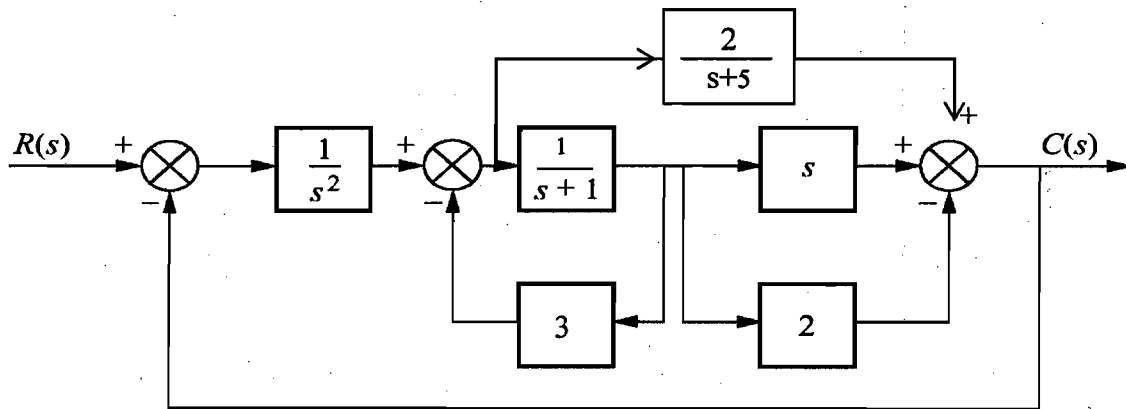 2
s+5
+
R(s) + 1 s² + 1 s + 1 s + C(s)
− − −
3 2